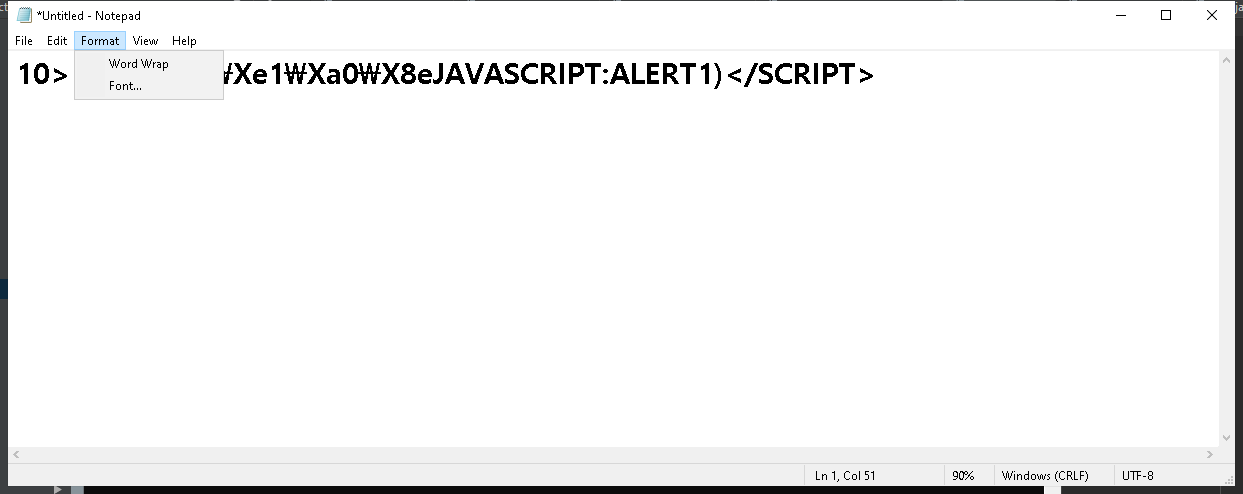 *Untitled - Notepad
File Edit Format View Help
Word Wrap
Font...
10> ₩Xe1₩Xa0₩X8eJAVASCRIPT:ALERT1)</SCRIPT>
Ln 1, Col 51 90% Windows (CRLF) UTF-8